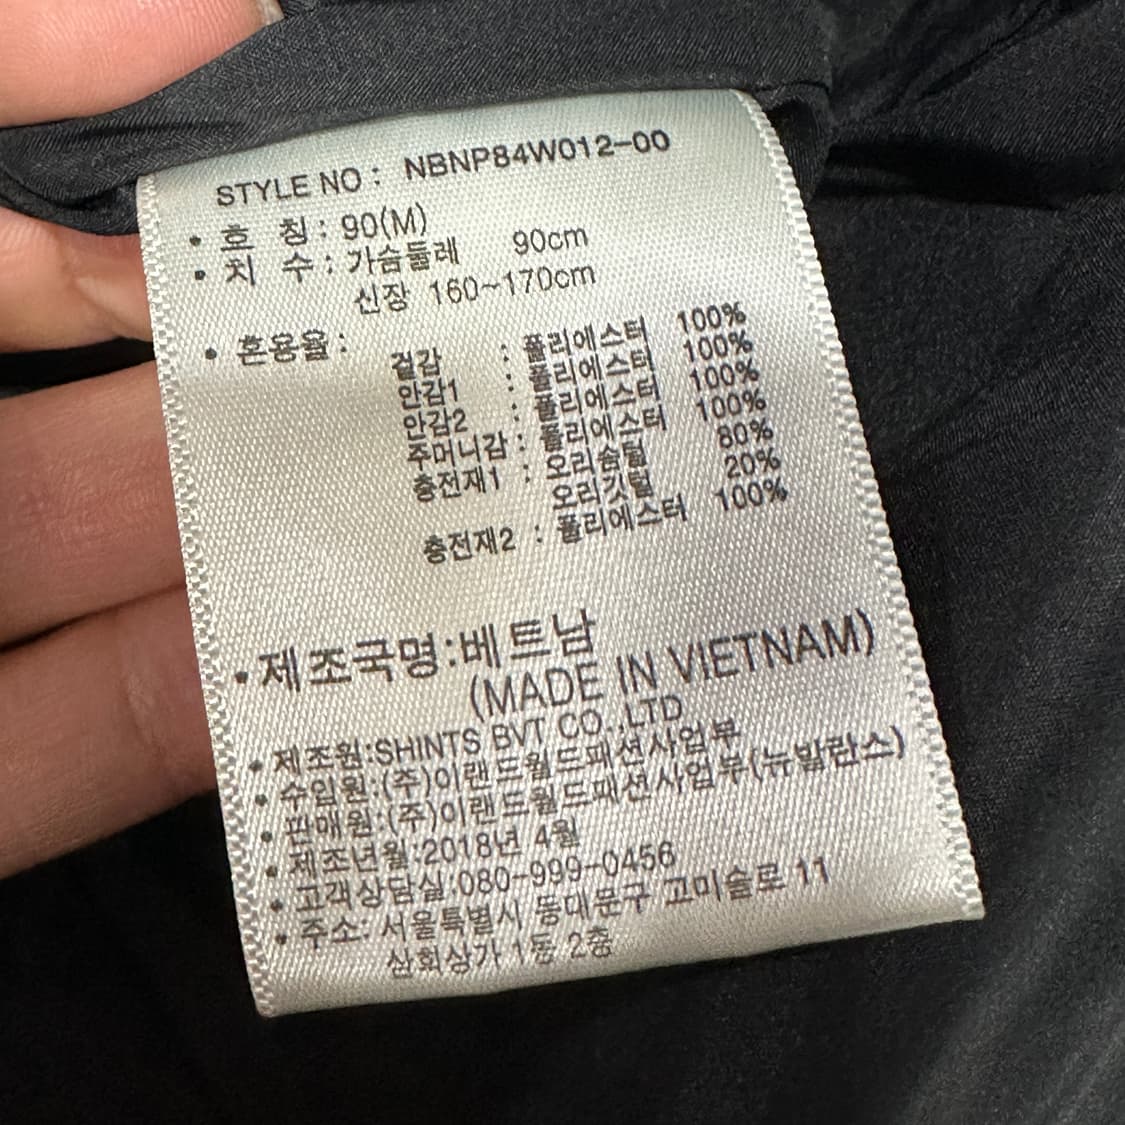 STYLE NO : NBNP84W012-00
• 호 칭 : 90(M)
• 치 수 : 가슴둘레 90cm
신장 160~170cm
• 혼용율 :
겉감 : 폴리에스터 100%
안감1 : 폴리에스터 100%
안감2 : 폴리에스터 100%
주머니감 : 폴리에스터 100%
충전재1 : 오리솜털 80%
오리깃털 20%
충전재2 : 폴리에스터 100%
• 제조국명:베트남
(MADE IN VIETNAM)
• 제조원:SHINTS BVT CO.,LTD
• 수입원:(주)이랜드월드패션사업부
• 판매원:(주)이랜드월드패션사업부(뉴발란스)
• 제조년월:2018년 4월
• 고객상담실:080-999-0456
• 주소: 서울특별시 동대문구 고미술로 11
삼희상가 1동 2층